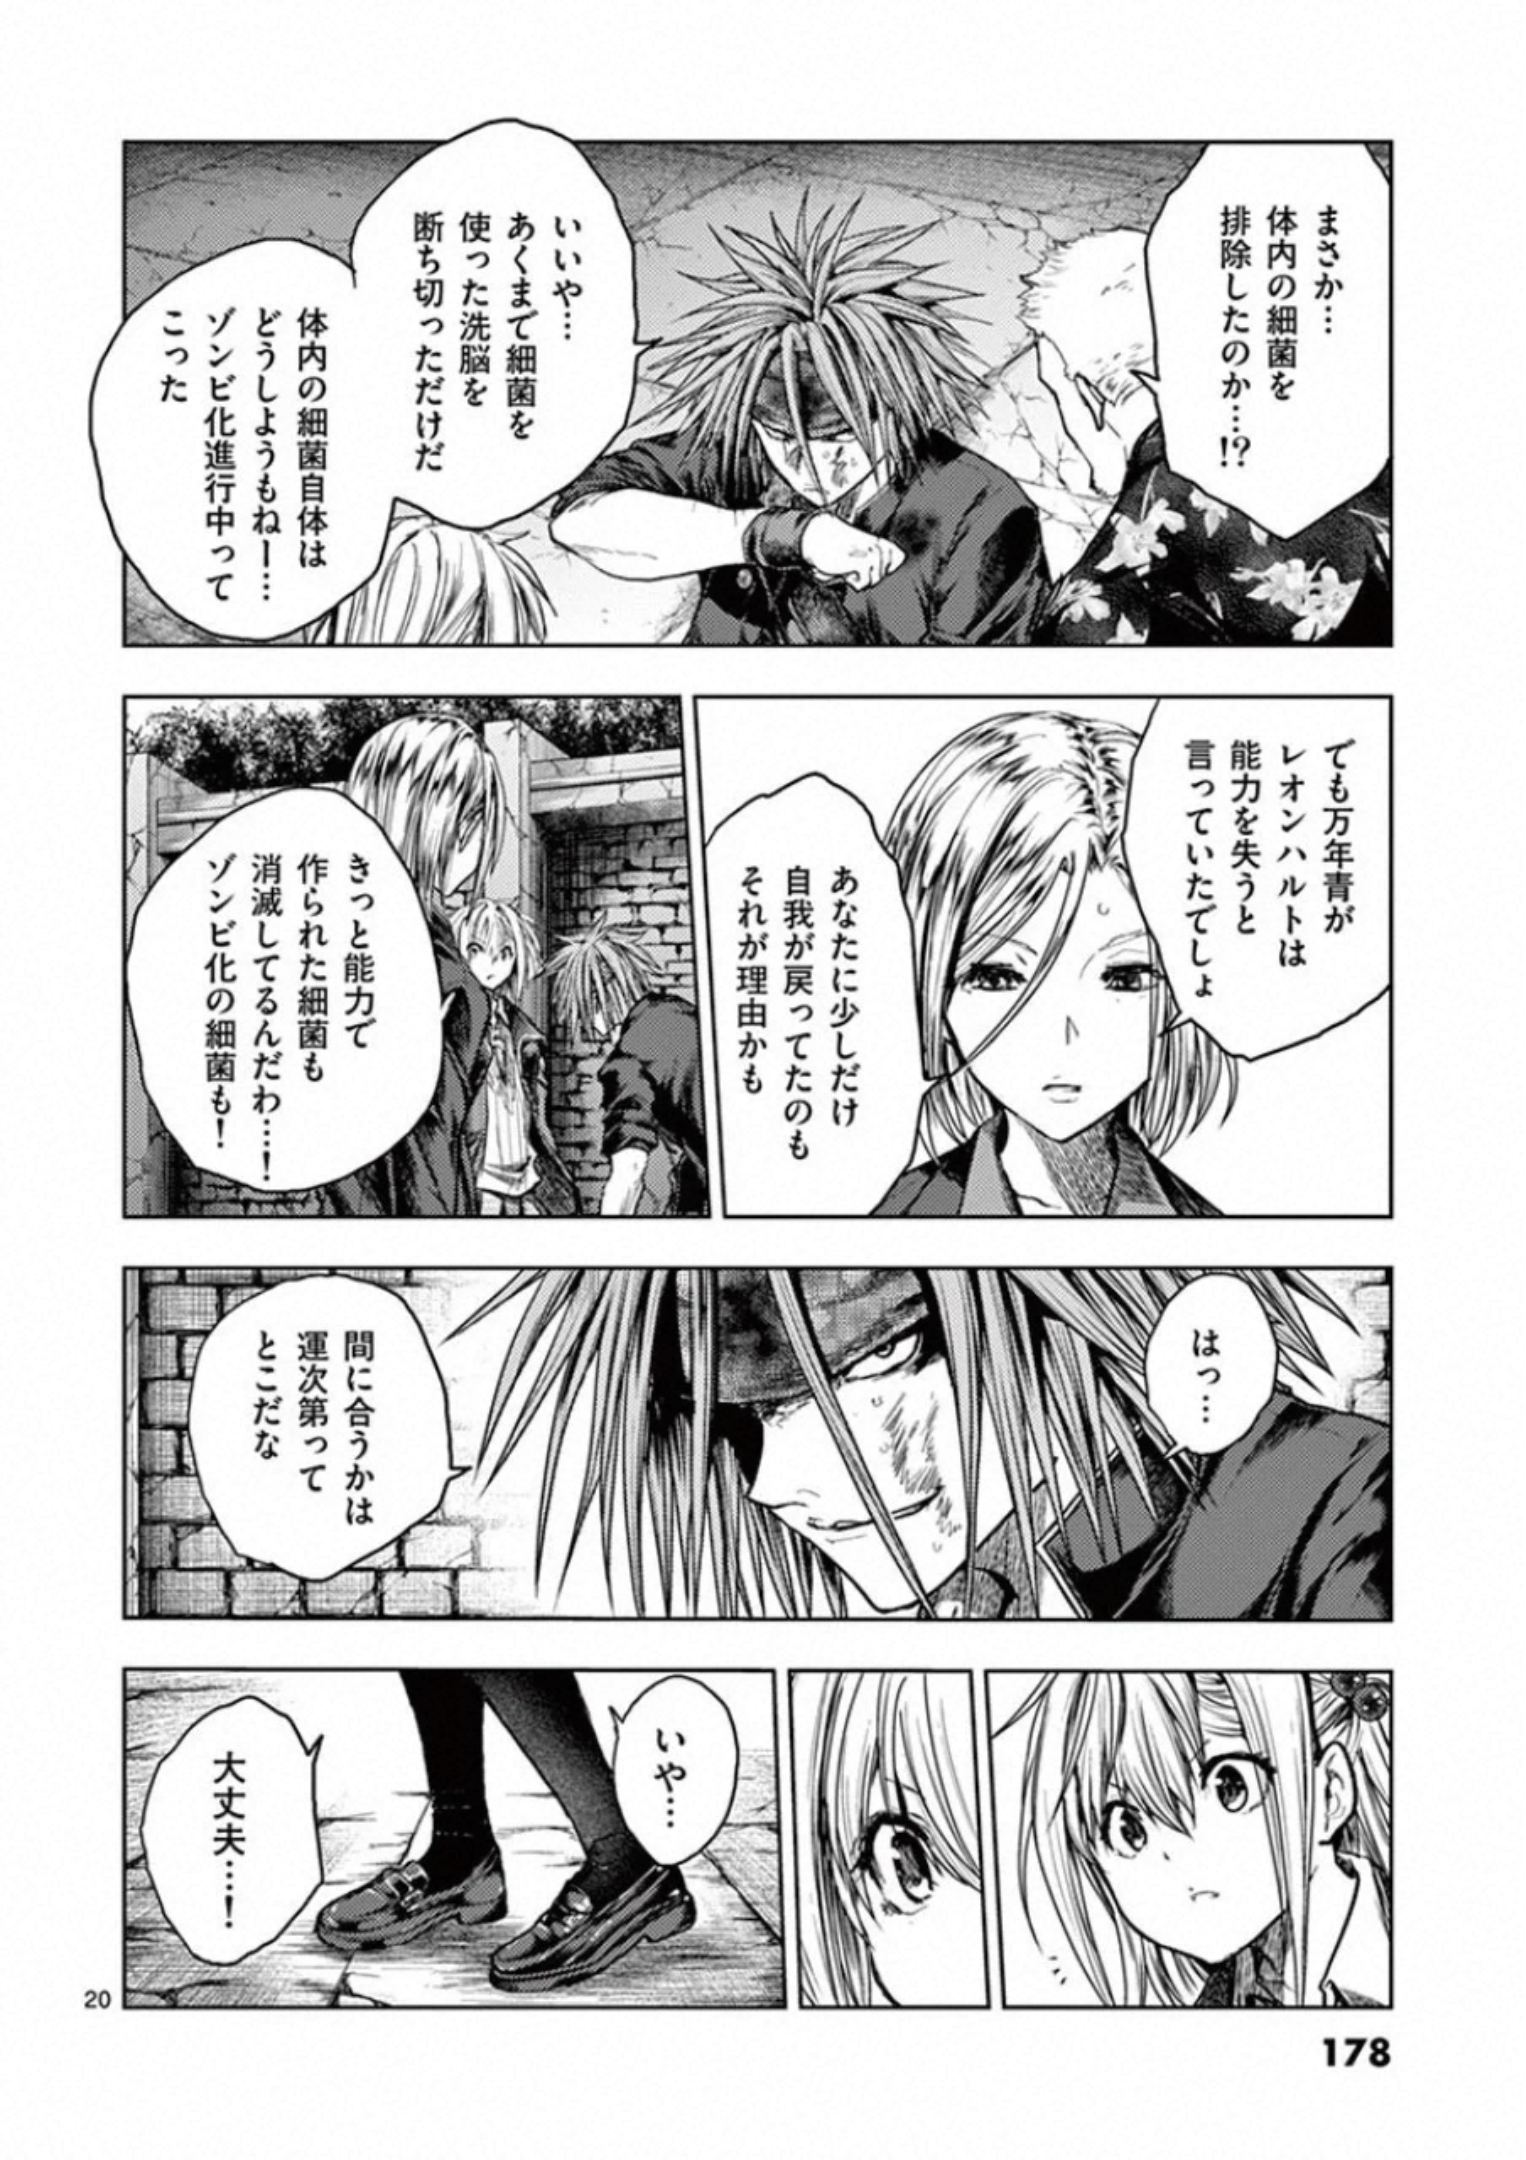 まさか…
体内の細菌を
排除したのか…!?
いいや…
あくまで細菌を
使った洗脳を
断ち切っただけだ
体内の細菌自体は
どうしようもねー…
ゾンビ化進行中って
こった
でも万年青が
レオンハルトは
能力を失うと
言っていたでしょ
あなたに少しだけ
自我が戻ってたのも
それが理由かも
きっと能力で
作られた細菌も
消滅してるんだわ…!
ゾンビ化の細菌も!
はっ…
間に合うかは
運次第って
とこだな
いや…
大丈夫…!
20
178